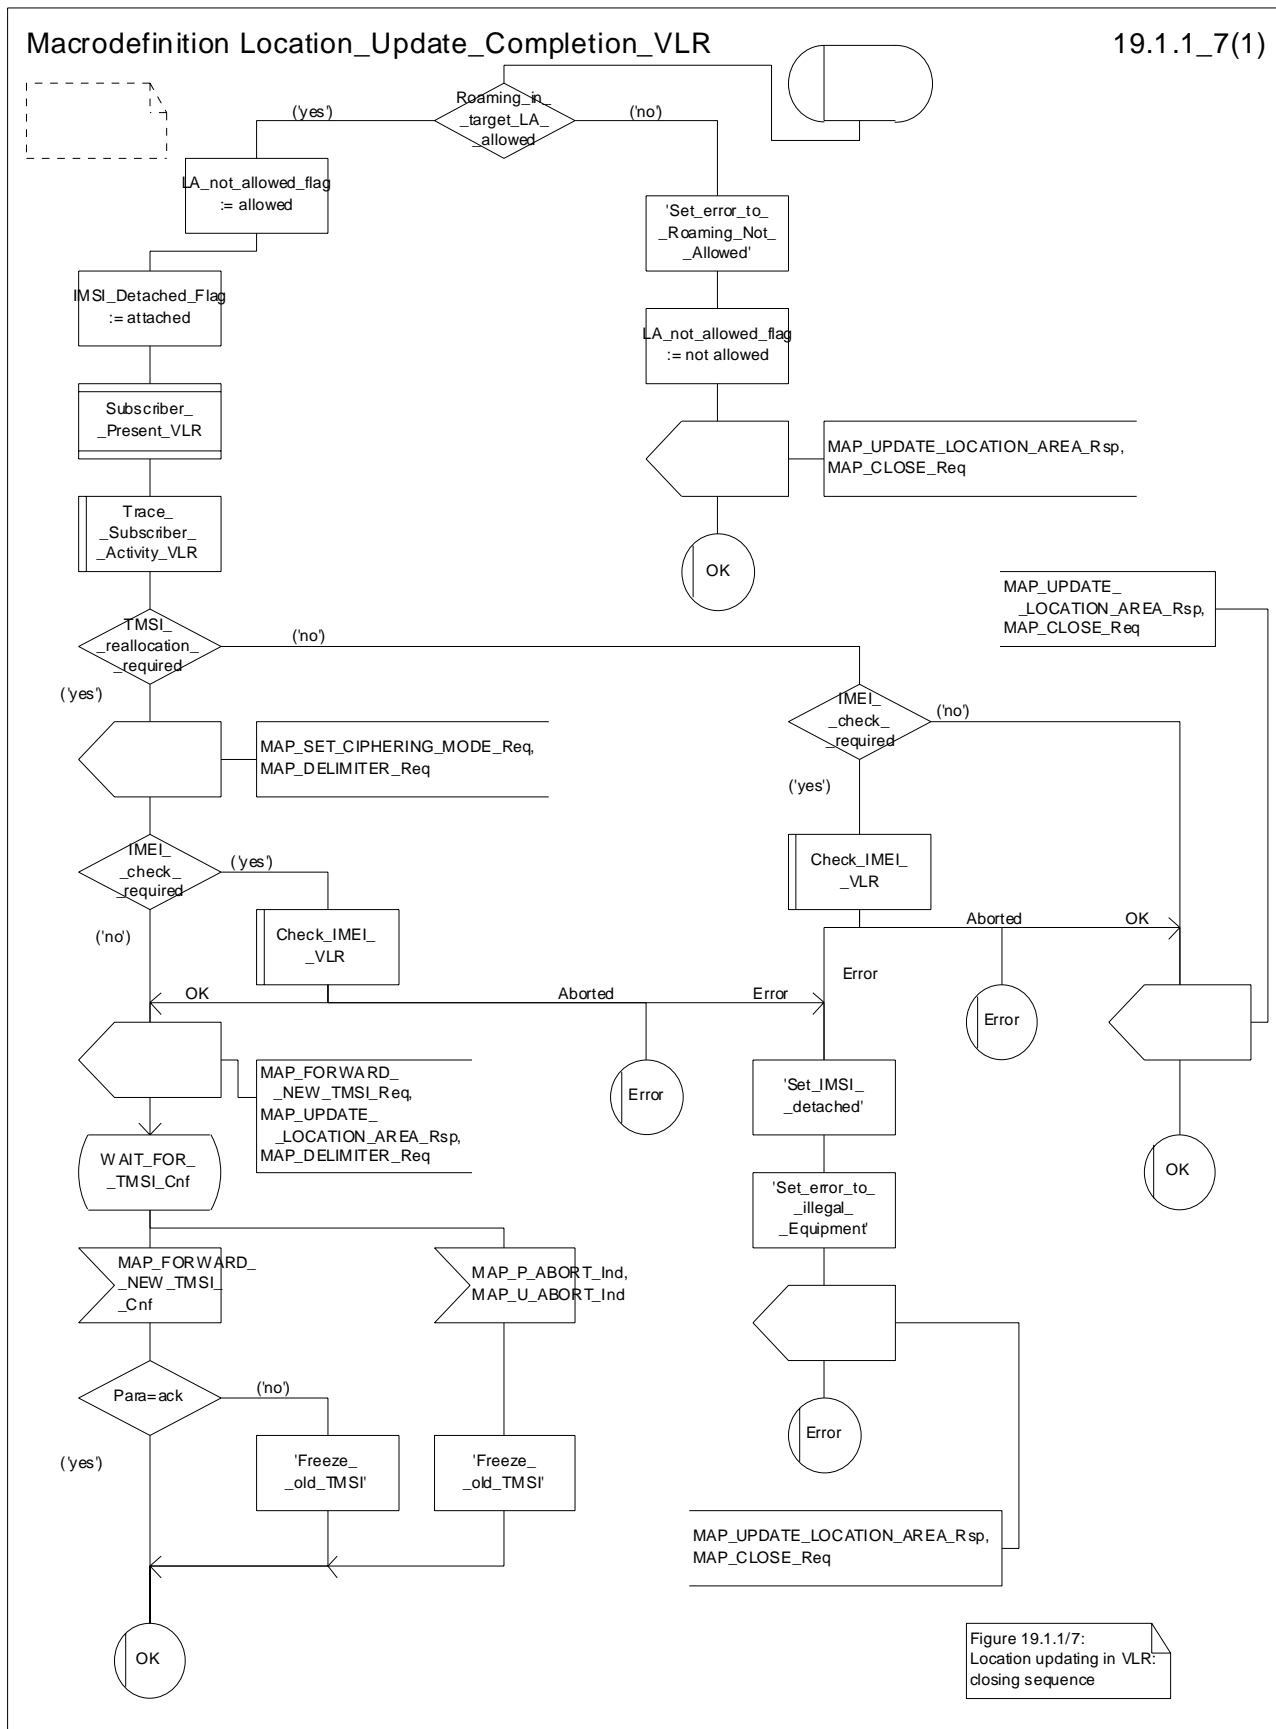 Macrodefinition Location_Update_Completion_VLR
19.1.1_7(1)
Roaming_in_
_target_LA_
_allowed
('yes')
('no')
LA_not_allowed_flag
:= allowed
'Set_error_to_
_Roaming_Not_
_Allowed'
IMSI_Detached_Flag
:= attached
LA_not_allowed_flag
:= not allowed
Subscriber_
_Present_VLR
MAP_UPDATE_LOCATION_AREA_Rsp,
MAP_CLOSE_Req
Trace_
_Subscriber_
_Activity_VLR
OK
MAP_UPDATE_
_LOCATION_AREA_Rsp,
MAP_CLOSE_Req
TMSI_
_reallocation_
_required
('no')
('yes')
IMEI_
_check_
_required
('no')
('yes')
MAP_SET_CIPHERING_MODE_Req,
MAP_DELIMITER_Req
IMEI_
_check_
_required
('yes')
('no')
Check_IMEI_
_VLR
Check_IMEI_
_VLR
Aborted
OK
Error
OK
Aborted
Error
Error
MAP_FORWARD_
_NEW_TMSI_Req,
MAP_UPDATE_
_LOCATION_AREA_Rsp,
MAP_DELIMITER_Req
Error
'Set_IMSI_
_detached'
WAIT_FOR_
_TMSI_Cnf
OK
'Set_error_to_
_illegal_
_Equipment'
MAP_FORWARD_
_NEW_TMSI_
_Cnf
MAP_P_ABORT_Ind,
MAP_U_ABORT_Ind
Para=ack
('no')
('yes')
Error
'Freeze_
_old_TMSI'
'Freeze_
_old_TMSI'
MAP_UPDATE_LOCATION_AREA_Rsp,
MAP_CLOSE_Req
OK
Figure 19.1.1/7:
Location updating in VLR:
closing sequence